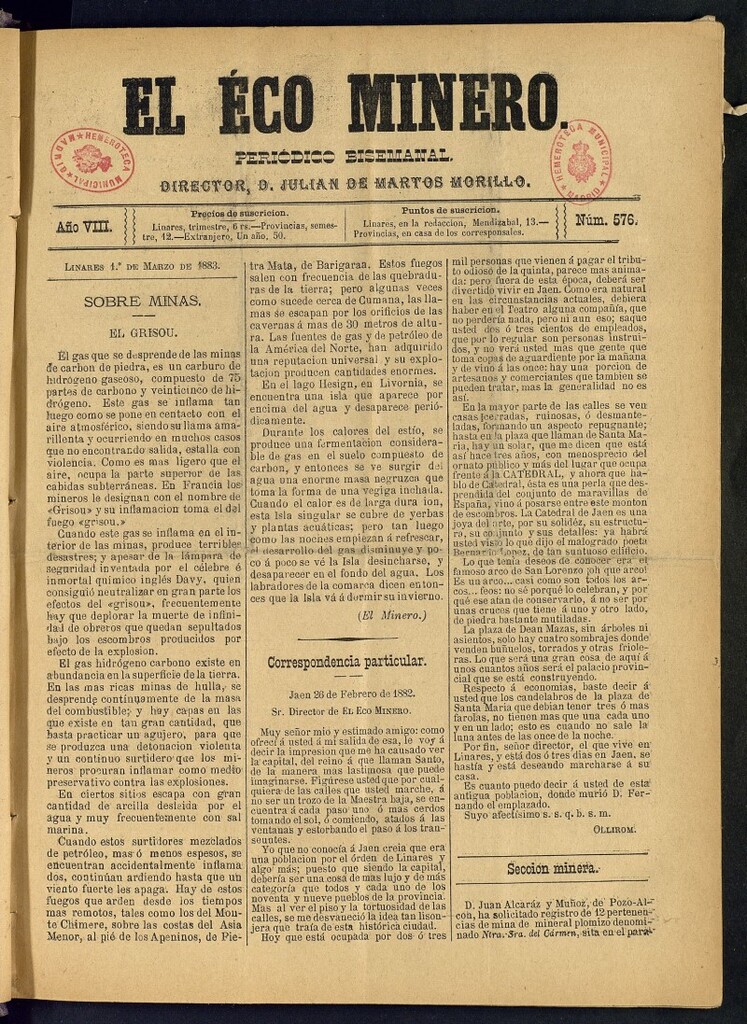 EL ÉCO MINERO.
PERIÓDICO BISEMANAL.
DIRECTOR, D. JULIAN DE MARTOS MORILLO.
HEMEROTECA MUNICIPAL MADRID
HEMEROTECA MUNICIPAL MADRID
Año VIII.
Precios de suscricion.
Linares, trimestre, 6 rs.—Provincias, semes-
tre, 12.—Extranjero, Un año, 50.
Puntos de suscricion.
Linares, en la redaccion, Mendizabal, 13.—
Provincias, en casa de los corresponsales.
Núm. 576.
LINARES 1.º DE MARZO DE 1883.
SOBRE MINAS.
EL GRISOU.
El gas que se desprende de las minas
de carbon de piedra, es un carburo de
hidrógeno gaseoso, compuesto de 75
partes de carbono y veinticinco de hi-
drógeno. Este gas se inflama tan
luego como se pone en contacto con el
aire atmosférico, siendo su llama ama-
rillenta y ocurriendo en muchos casos
que no encontrando salida, estalla con
violencia. Como es mas ligero que el
aire, ocupa la parte superior de las
cabidas subterráneas. En Francia los
mineros le designan con el nombre de
«Grisou» y su inflamacion toma el del
fuego «grisou.»
Cuando este gas se inflama en el in-
terior de las minas, produce terribles
desastres; y apesar de la lámpara de
seguridad inventada por el célebre é
inmortal químico inglés Davy, quien
consiguió neutralizar en gran parte los
efectos del «grisou», frecuentemente
hay que deplorar la muerte de infini-
dad de obreros que quedan sepultados
bajo los escombros producidos por
efecto de la explosion.
El gas hidrógeno carbono existe en
abundancia en la superficie de la tierra.
En las mas ricas minas de hulla, se
desprende contínuamente de la masa
del combustible; y hay capas en las
que existe en tan gran cantidad, que
basta practicar un agujero, para que
se produzca una detonacion violenta
y un contínuo surtidero que los mi-
neros procuran inflamar como medio
preservativo contra las explosiones.
En ciertos sitios escapa con gran
cantidad de arcilla desleida por el
agua y muy frecuentemente con sal
marina.
Cuando estos surtidores mezclados
de petróleo, mas ó menos espesos, se
encuentran accidentalmente inflama
dos, contínúan ardiendo hasta que un
viento fuerte les apaga. Hay de estos
fuegos que arden desde los tiempos
mas remotos, tales como los del Mon-
te Chimere, sobre las costas del Asia
Menor, al pié de los Apeninos, de Pie-
tra Mata, de Barigaran. Estos fuegos
salen con frecuencia de las quebradu-
ras de la tierra; pero algunas veces
como sucede cerca de Cumana, las lla-
mas se escapan por los orificios de las
cavernas á mas de 30 metros de altu-
ra. Las fuentes de gas y de petróleo de
la América del Norte, han adquirido
una reputacion universal y su explo-
tacion producen cantidades enormes.
En el lago Hesign, en Livornia, se
encuentra una isla que aparece por
encima del agua y desaparece perió-
dicamente.
Durante los calores del estío, se
produce una fermentacion considera-
ble de gas en el suelo compuesto de
carbon, y entonces se ve surgir del
agua una enorme masa negruzca que
toma la forma de una vegiga inchada.
Cuando el calor es de larga dura ion,
esta Isla singular se cubre de yerbas
y plantas acuáticas; pero tan luego
como las noches empiezan á refrescar,
el desarrollo del gas disminuye y po-
có á poco se vé la Isla desincharse, y
desaparecer en el fondo del agua. Los
labradores de la comarca dicen enton-
ces que la Isla vá á dormir su invierno.
(El Minero.)
Correspondencia particular.
Jaen 26 de Febrero de 1882.
Sr. Director de EL ECO MINERO.
Muy señor mio y estimado amigo: como
ofrecí á usted á mi salida de esa, le voy á
decir la impresion que me ha causado ver
la capital, del reino á que llaman Santo,
de la manera mas lastimosa que puede
imaginarse. Figúrese usted que por cual-
quiera de las calles que usted marche, á
no ser un trozo de la Maestra baja, se en-
cuentra á cada paso uno ó mas cerdos
tomando el sol, ó comiendo, atados á las
ventanas y estorbando el paso á los tran-
seuntes.
Yo que no conocía á Jaen creia que era
una poblacion por el órden de Linares y
algo más; puesto que siendo la capital,
debería ser una cosa de mas lujo y de más
categoría que todos y cada uno de los
noventa y nueve pueblos de la provincia.
Mas al ver el piso y la tortuosidad de las
calles, se me desvaneció la idea tan lison-
jera que traía de esta histórica ciudad.
Hoy que está ocupada por dos ó tres
mil personas que vienen á pagar el tribu-
to odioso de la quinta, parece mas anima-
da; pero fuera de esta época, deberá ser
divertido vivir en Jaen. Como era natural
en las circunstancias actuales, debiera
haber en el Teatro alguna compañía, que
no perdería nada, pero ni aun eso; saque
usted dos ó tres cientos de empleados,
que por lo regular son personas instrui-
dos, y no verá usted mas que gente que
toma copas de aguardiente por la mañana
y de vino á las once: hay una porcion de
artesanos y comerciantes que tambien se
pueden tratar, mas la generalidad no es
así.
En la mayor parte de las calles se ven
casas cerradas, ruinosas, ó desmante-
ladas, formando un aspecto repugnante;
hasta en la plaza que llaman de Santa Ma-
ría, hay un solar, que me dicen que está
así hace tres años, con menosprecio del
ornato público y más del lugar que ocupa
frente á la CATEDRAL, y ahora que ha-
blo de Catedral, ésta es una perla que des-
prendida del conjunto de maravillas de
España, vino á posarse entre este monton
de escombros. La Catedral de Jaen es una
joya del arte, por su solidéz, su estructu-
ra, su conjunto y sus detalles: ya habrá
usted visto lo que dijo el malogrado poeta
Bernardo Lopez, de tan suntuoso edificio.
Lo que tenía deseos de conocer era el
famoso arco de San Lorenzo ¡oh que arco!
Es un arco.... casi como son todos los ar-
cos... feos: no sé porqué lo celebran, y por
qué ese afan de conservarlo, á no ser por
unas cruces que tiene á uno y otro lado,
de piedra bastante mutiladas.
La plaza de Dean Mazas, sin árboles ni
asientos, solo hay cuatro sombrajes donde
venden buñuelos, torrados y otras friole-
ras. Lo que será una gran cosa de aquí á
unos cuantos años será el palacio provin-
cial que se está construyendo.
Respecto á economías, baste decir á
usted que los candelabros de la plaza de
Santa María que debian tener tres ó mas
farolas, no tienen mas que una cada uno
y en un lado; esto es cuando no sale la
luna antes de las once de la noche.
Por fin, señor director, el que vive en
Linares, y está dos ó tres días en Jaen, se
hastía y está deseando marcharse á su
casa.
Es cuanto puede decir á usted de esta
antigua poblacion, donde murió D. Fer-
nando el emplazado.
Suyo afectísimo s. s. q. b. s. m.
OLLIROM.
Sección minera.
D. Juan Alcaráz y Muñoz, de Pozo-Al-
con, ha solicitado registro de 12 pertenen-
cias de mina de mineral plomizo denomi-
nado Ntra. Sra. del Cármen, sita en el para-